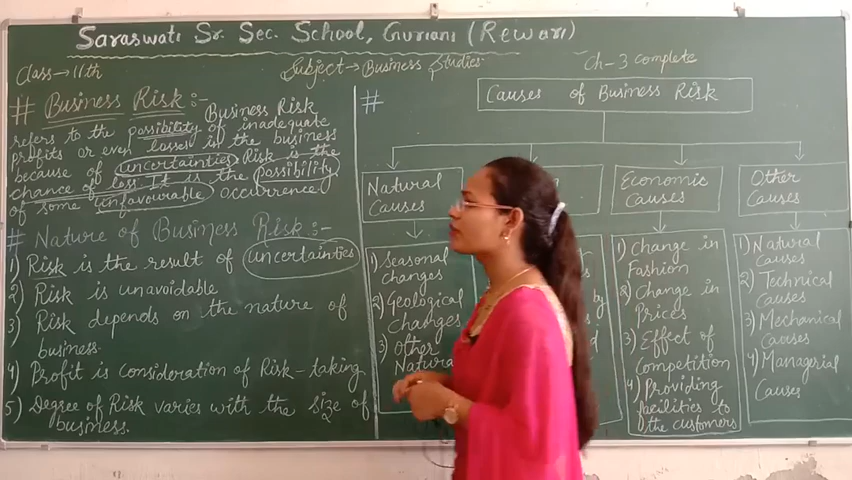 Saraswati Sr. Sec. School, Guriani (Rewari)
Class → 11th
Subject → Business Studies
Ch-3 complete
# Business Risk :-
Business Risk
refers to the possibility of inadequate
profits or even losses in the business
because of uncertainties Risk is the
chance of loss It is the possibility
of some unfavourable occurrency
# Nature of Business Risk :-
1) Risk is the result of uncertainties
2) Risk is unavoidable
3) Risk depends on the nature of
business.
4) Profit is consideration of Risk-taking
5) Degree of Risk varies with the size of
business.
#
Causes of Business Risk
Natural
Causes
1) Seasonal
changes
2) Geological
Changes
3) Other
Natural
by
Economic
Causes
1) Change in
Fashion
2) Change in
Prices
3) Effect of
Competition
4) Providing
facilities to
the customers
Other
Causes
1) Natural
Causes
2) Technical
Causes
3) Mechanical
Causes
4) Managerial
Causes